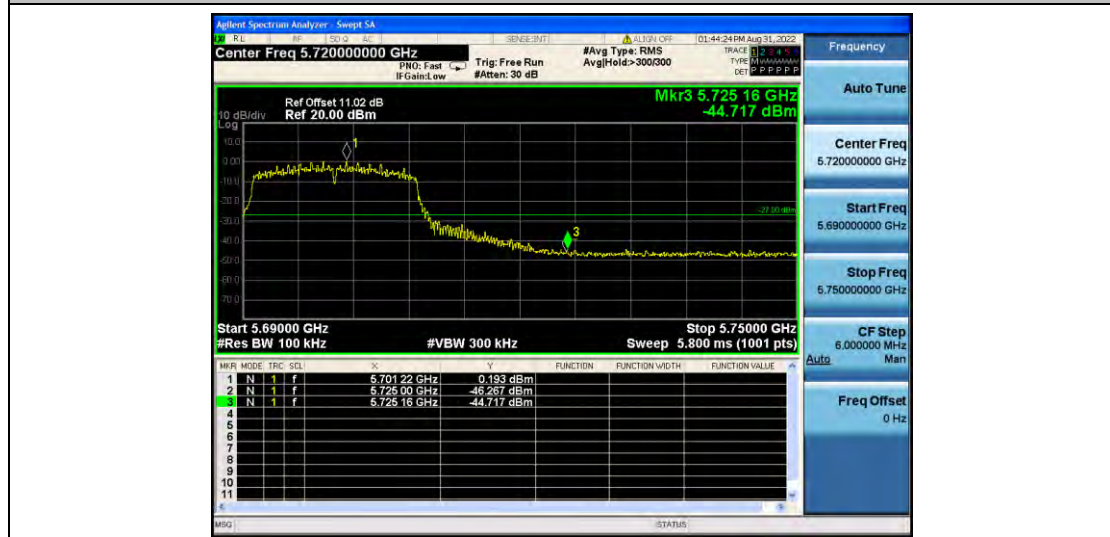 Agilent Spectrum Analyzer - Swept SA
RL RF 50 Ω AC SENSE:INT ALIGN OFF 01:44:24 PM Aug 31, 2022
Center Freq 5.720000000 GHz #Avg Type: RMS TRACE 1 2 3 4 5 6
PNO: Fast Trig: Free Run Avg|Hold:>300/300 TYPE M
IFGain:Low #Atten: 30 dB DET P P P P P P
Ref Offset 11.02 dB Mkr3 5.725 16 GHz
10 dB/div Ref 20.00 dBm -44.717 dBm
Log
10.0
1
0.00
-10.0
-20.0
-27.00 dBm
-30.0
-40.0
3
-50.0
-60.0
-70.0
Start 5.69000 GHz Stop 5.75000 GHz
#Res BW 100 kHz #VBW 300 kHz Sweep 5.800 ms (1001 pts)
MKR MODE TRC SCL X Y FUNCTION FUNCTION WIDTH FUNCTION VALUE
1 N 1 f 5.701 22 GHz 0.193 dBm
2 N 1 f 5.725 00 GHz -46.267 dBm
3 N 1 f 5.725 16 GHz -44.717 dBm
4
5
6
7
8
9
10
11
MSG STATUS
Frequency
Auto Tune
Center Freq
5.720000000 GHz
Start Freq
5.690000000 GHz
Stop Freq
5.750000000 GHz
CF Step
6.000000 MHz
Auto Man
Freq Offset
0 Hz